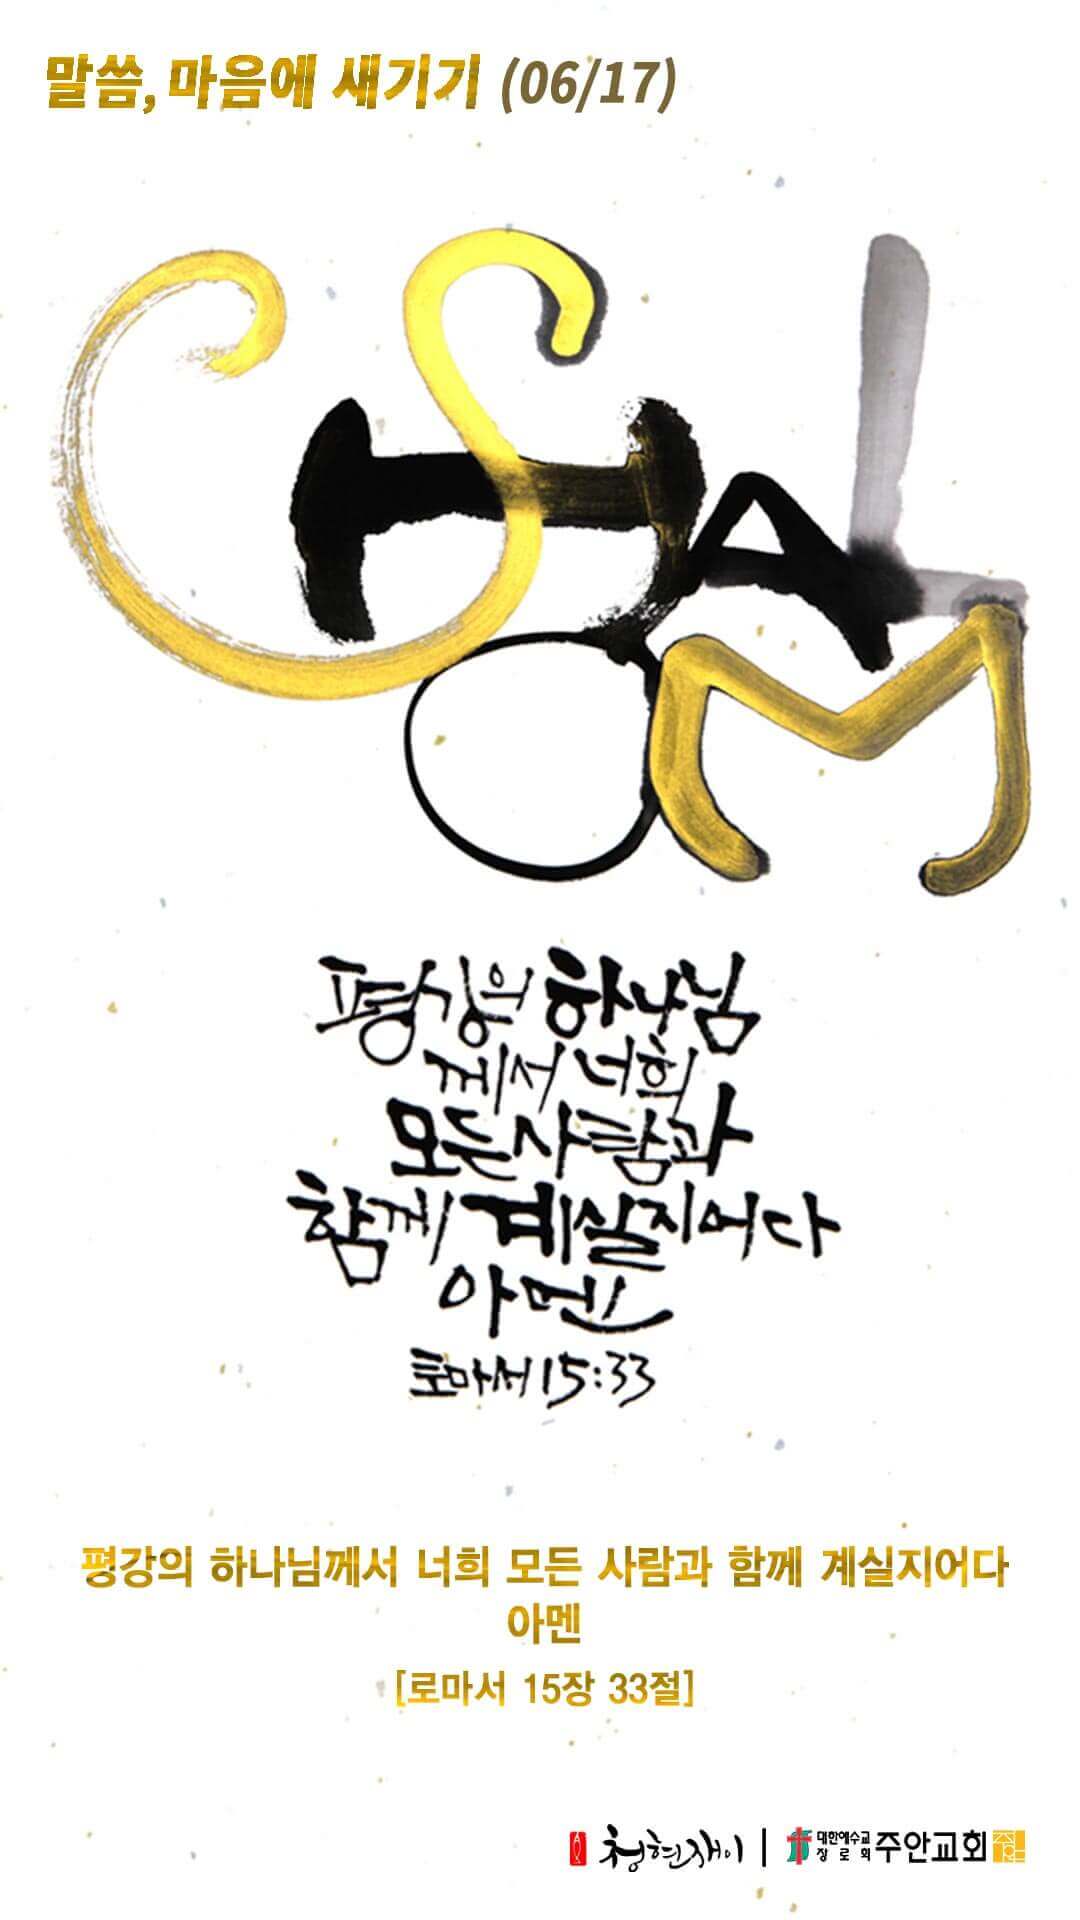 말씀, 마음에 새기기 (06/17)
SHALOM
평강의 하나님
께서 너희
모든 사람과
함께 계실지어다
아멘
로마서 15:33
평강의 하나님께서 너희 모든 사람과 함께 계실지어다
아멘
[로마서 15장 33절]
청현재이 | 대한예수교장로회 주안교회